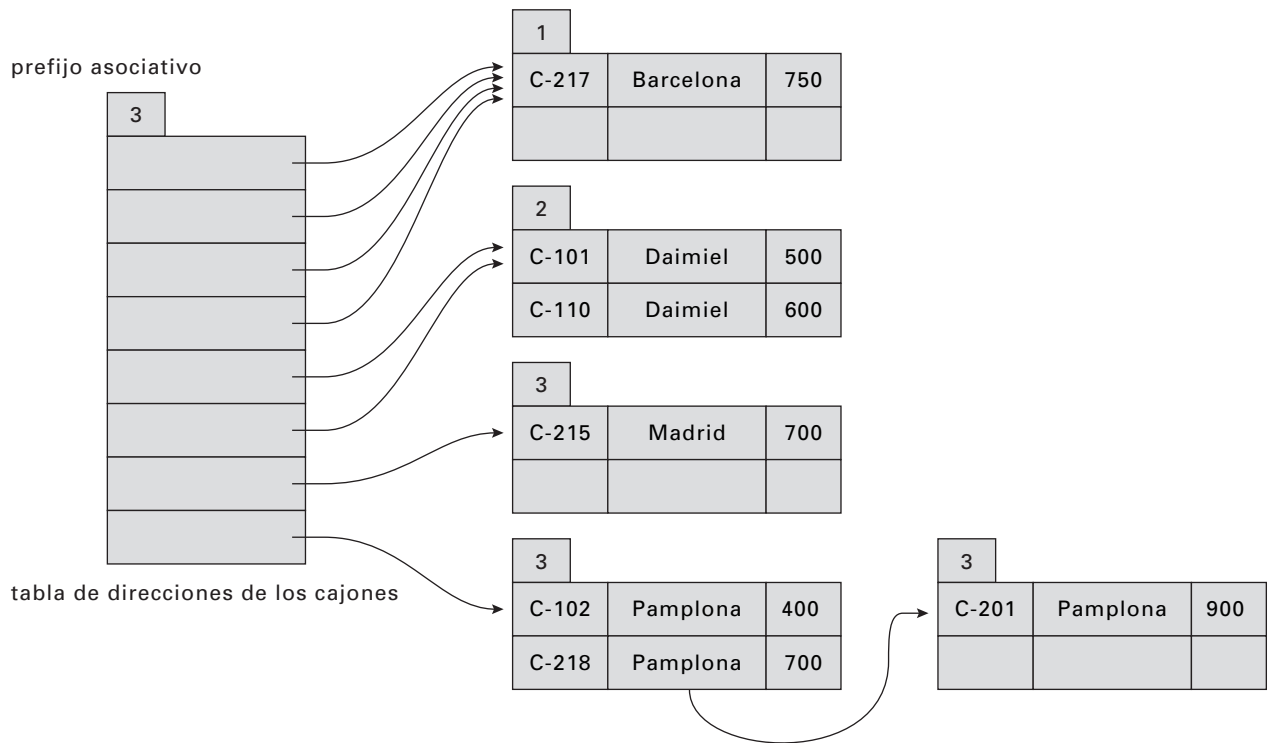 prefijo asociativo
3
tabla de direcciones de los cajones
1
C-217 Barcelona 750
2
C-101 Daimiel 500
C-110 Daimiel 600
3
C-215 Madrid 700
3
C-102 Pamplona 400
C-218 Pamplona 700
3
C-201 Pamplona 900